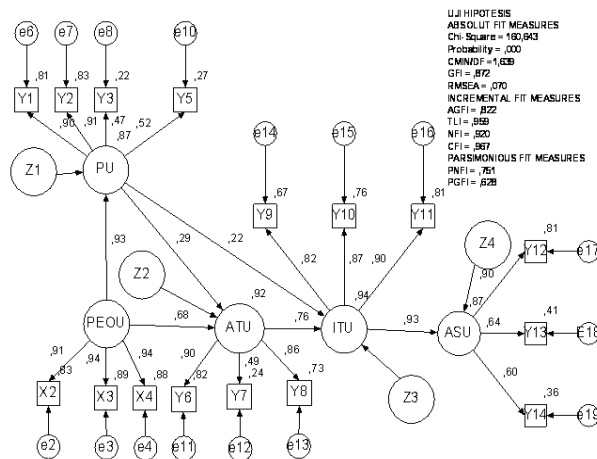 UJI HIPOTESIS
ABSOLUT FIT MEASURES
Chi-Square = 160,643
Probability = ,000
CMIN/DF = 1,639
GFI = ,872
RMSEA = ,070
INCREMENTAL FIT MEASURES
AGFI = ,822
TLI = ,959
NFI = ,920
CFI = ,967
PARSIMONIOUS FIT MEASURES
PNFI = ,751
PGFI = ,628
e6
e7
e8
e10
,81
,83
,22
,27
Y1
Y2
Y3
Y5
,90
,91
,47
,52
,87
Z1
PU
e14
e15
e16
,67
,76
,81
Y9
Y10
Y11
,82
,87
,90
,93
,29
,22
Z2
Z4
,81
Y12
e17
,90
PEOU
,68
,92
ATU
,76
,94
ITU
,93
,87
ASU
,64
,41
Y13
E18
,60
,36
Y14
e19
,91
,94
,94
,90
,49
,86
,83
,89
,88
,82
,24
,73
X2
X3
X4
Y6
Y7
Y8
Z3
e2
e3
e4
e11
e12
e13